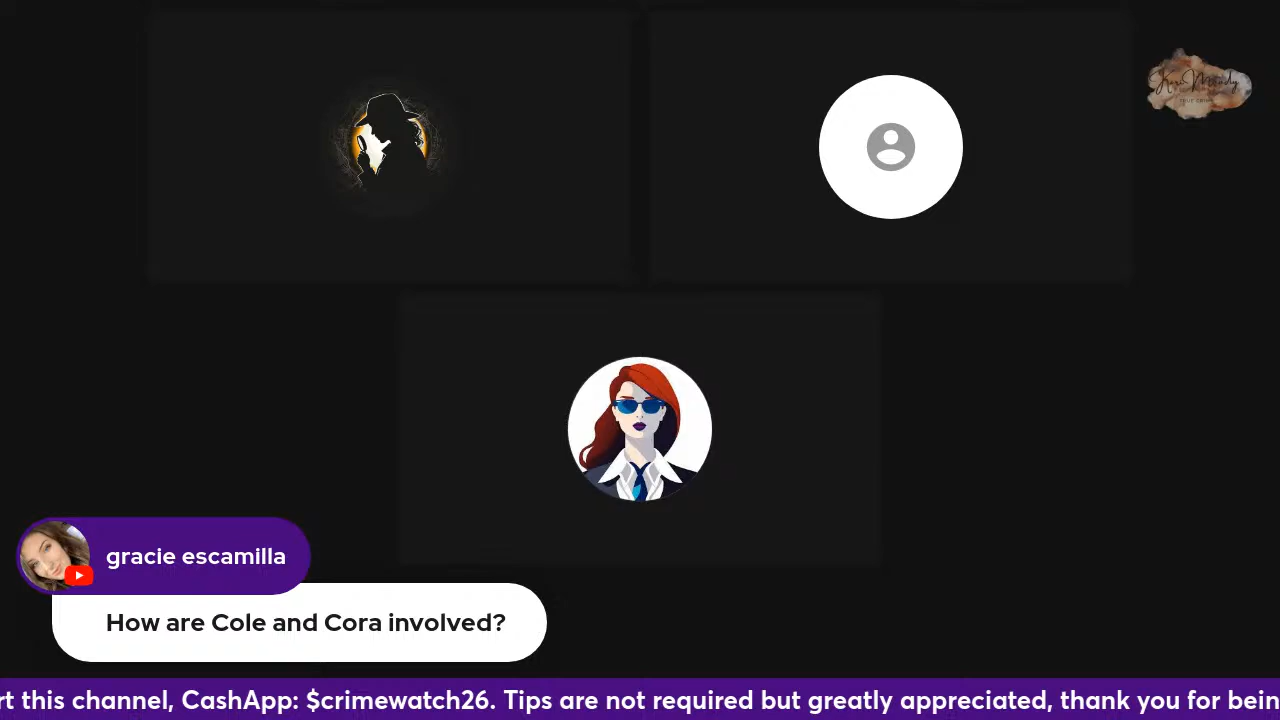 gracie escamilla
How are Cole and Cora involved?
rt this channel, CashApp: $crimewatch26. Tips are not required but greatly appreciated, thank you for bein